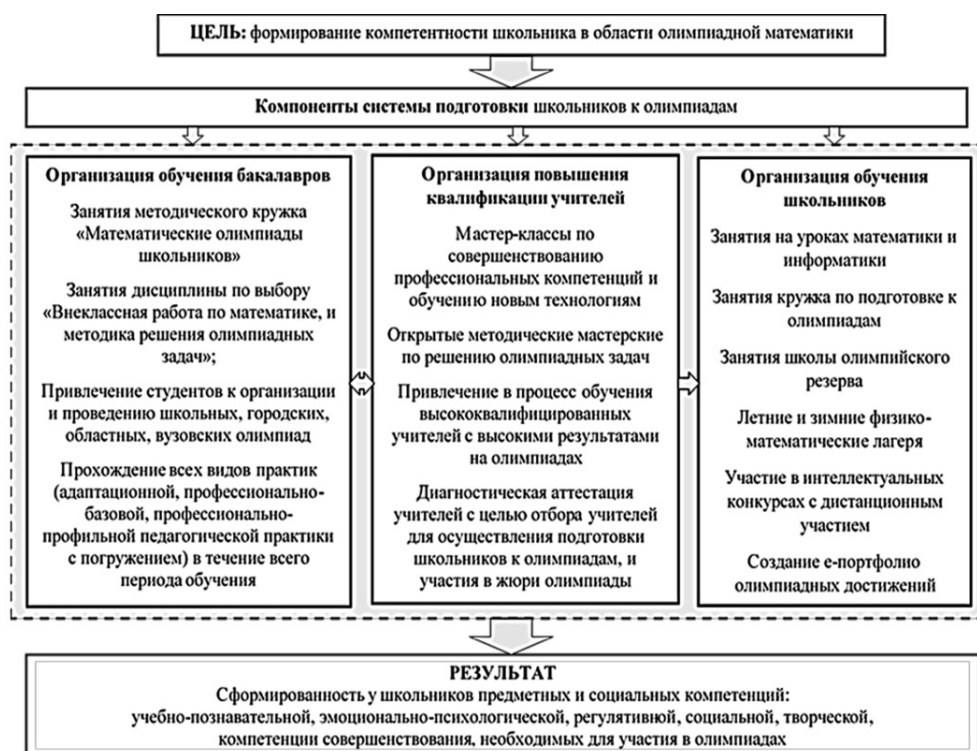 ЦЕЛЬ: формирование компетентности школьника в области олимпиадной математики
Компоненты системы подготовки школьников к олимпиадам
Организация обучения бакалавров
Занятия методического кружка
«Математические олимпиады
школьников»
Занятия дисциплины по выбору
«Внеклассная работа по математике, и
методика решения олимпиадных
задач»;
Привлечение студентов к организации
и проведению школьных, городских,
областных, вузовских олимпиад
Прохождение всех видов практик
(адаптационной, профессионально-
базовой, профессионально-
профильной педагогической практики
с погружением) в течение всего
периода обучения
Организация повышения
квалификации учителей
Мастер-классы по
совершенствованию
профессиональных компетенций и
обучению новым технологиям
Открытые методические мастерские
по решению олимпиадных задач
Привлечение в процесс обучения
высококвалифицированных
учителей с высокими результатами
на олимпиадах
Диагностическая аттестация
учителей с целью отбора учителей
для осуществления подготовки
школьников к олимпиадам, и
участия в жюри олимпиады
Организация обучения
школьников
Занятия на уроках математики и
информатики
Занятия кружка по подготовке к
олимпиадам
Занятия школы олимпийского
резерва
Летние и зимние физико-
математические лагеря
Участие в интеллектуальных
конкурсах с дистанционным
участием
Создание е-портфолио
олимпиадных достижений
РЕЗУЛЬТАТ
Сформированность у школьников предметных и социальных компетенций:
учебно-познавательной, эмоционально-психологической, регулятивной, социальной, творческой,
компетенции совершенствования, необходимых для участия в олимпиадах